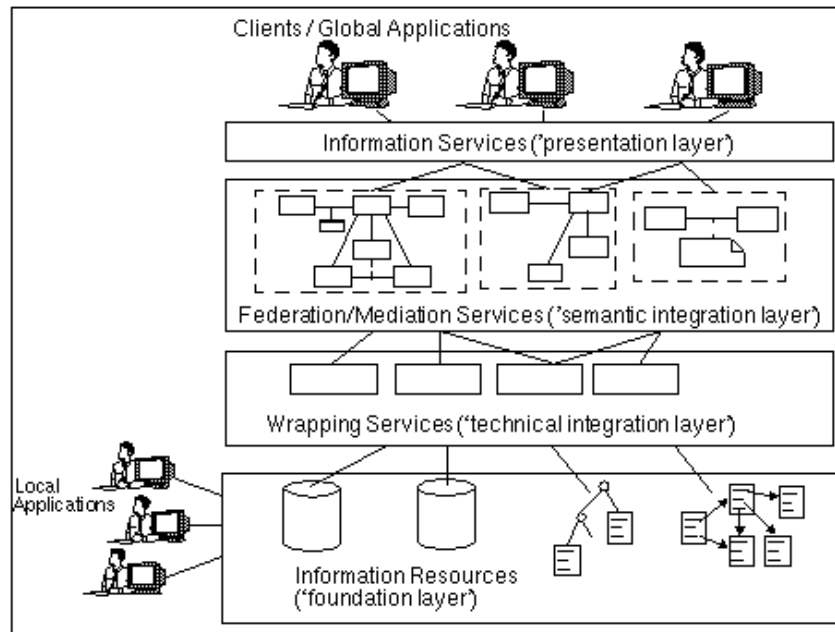 Clients / Global Applications
Information Services ('presentation layer')
Federation/Mediation Services ('semantic integration layer')
Wrapping Services ('technical integration layer')
Local
Applications
Information Resources
('foundation layer')